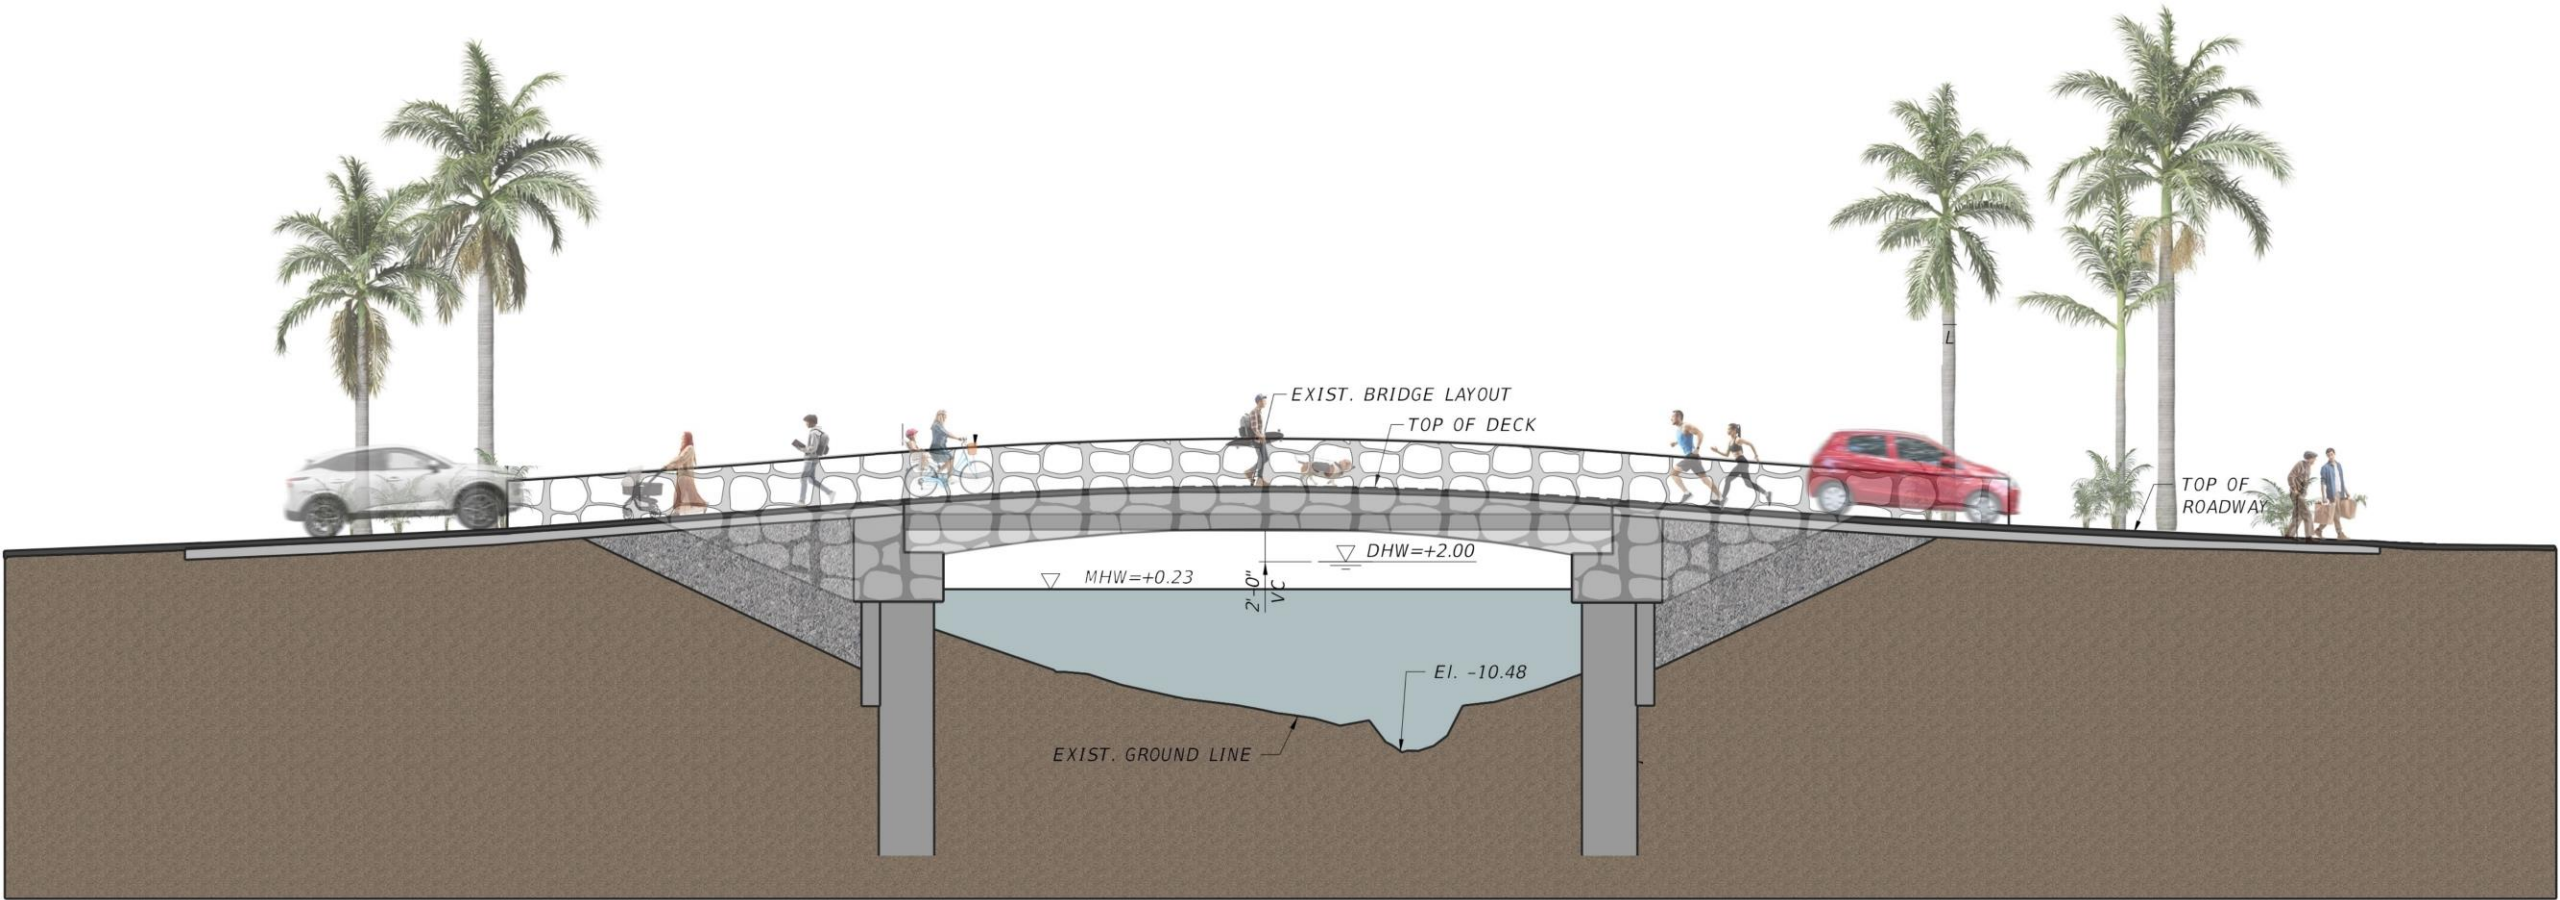 L
EXIST. BRIDGE LAYOUT
TOP OF DECK
TOP OF
ROADWAY
DHW=+2.00
MHW=+0.23
2'-0"
VC
El. -10.48
EXIST. GROUND LINE